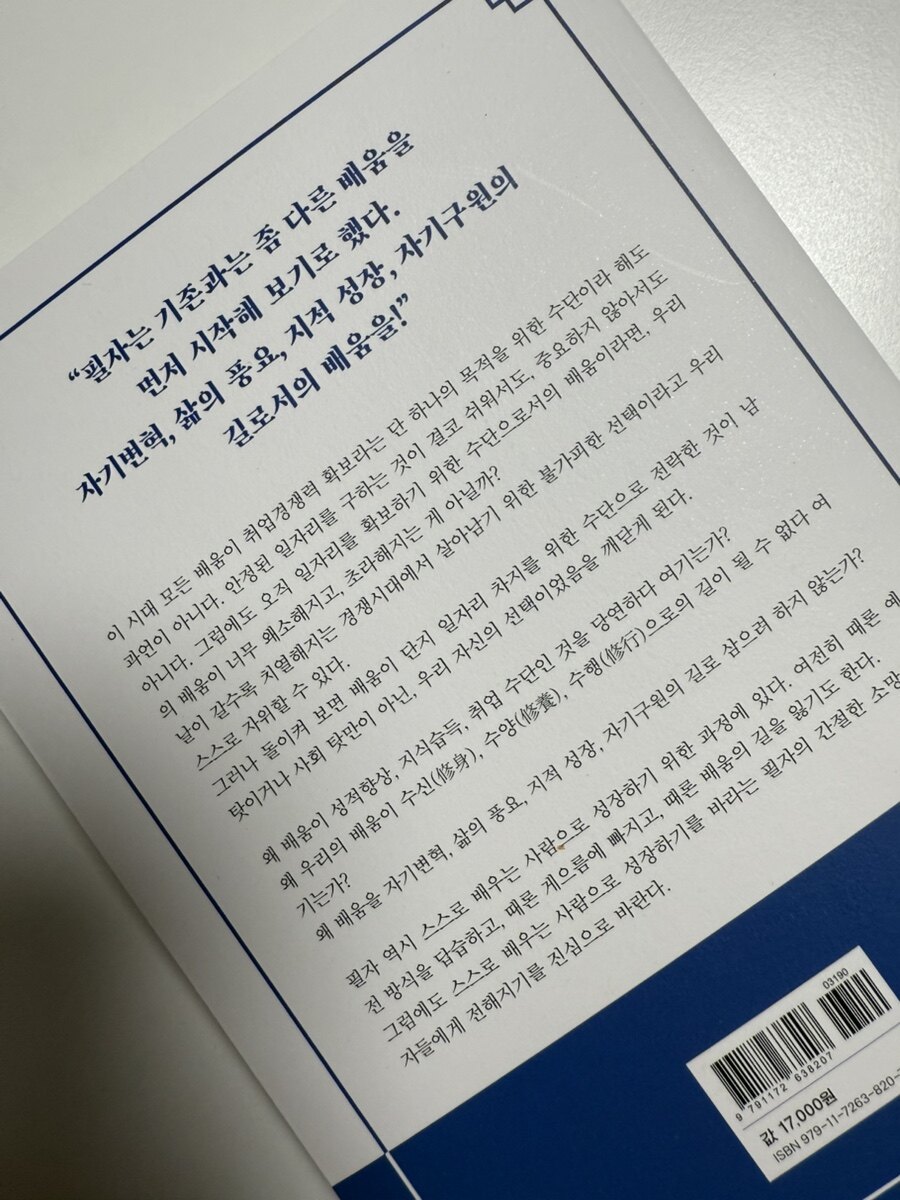 “필자는 기존과는 좀 다른 배움을
먼저 시작해 보기로 했다.
자기변혁, 삶의 풍요, 지적 성장, 자기구원의
길로서의 배움을!”
이 시대 모든 배움이 취업경쟁력 확보라는 단 하나의 목적을 위한 수단이라 해도
과언이 아니다. 안정된 일자리를 구하는 것이 결코 쉬워서도, 중요하지 않아서도
아니다. 그럼에도 오직 일자리를 확보하기 위한 수단으로서의 배움이라면, 우리
의 배움이 너무 왜소해지고, 초라해지는 게 아닐까?
날이 갈수록 치열해지는 경쟁시대에서 살아남기 위한 불가피한 선택이라고 우리
스스로 자위할 수 있다.
그러나 돌이켜 보면 배움이 단지 일자리 차지를 위한 수단으로 전락한 것이 남
탓이거나 사회 탓만이 아닌, 우리 자신의 선택이었음을 깨닫게 된다.
왜 배움이 성적향상, 지식습득, 취업 수단인 것을 당연하다 여기는가?
왜 우리의 배움이 수신(修身), 수양(修養), 수행(修行)으로의 길이 될 수 없다 여
기는가?
왜 배움을 자기변혁, 삶의 풍요, 지적 성장, 자기구원의 길로 삼으려 하지 않는가?
필자 역시 스스로 배우는 사람으로 성장하기 위한 과정에 있다. 여전히 때론 예
전 방식을 답습하고, 때론 게으름에 빠지고, 때론 배움의 길을 잃기도 한다.
그럼에도 스스로 배우는 사람으로 성장하기를 바라는 필자의 간절한 소망
자들에게 전해지기를 진심으로 바란다.
03190
9 791172 638207
값 17,000원
ISBN 979-11-7263-820-